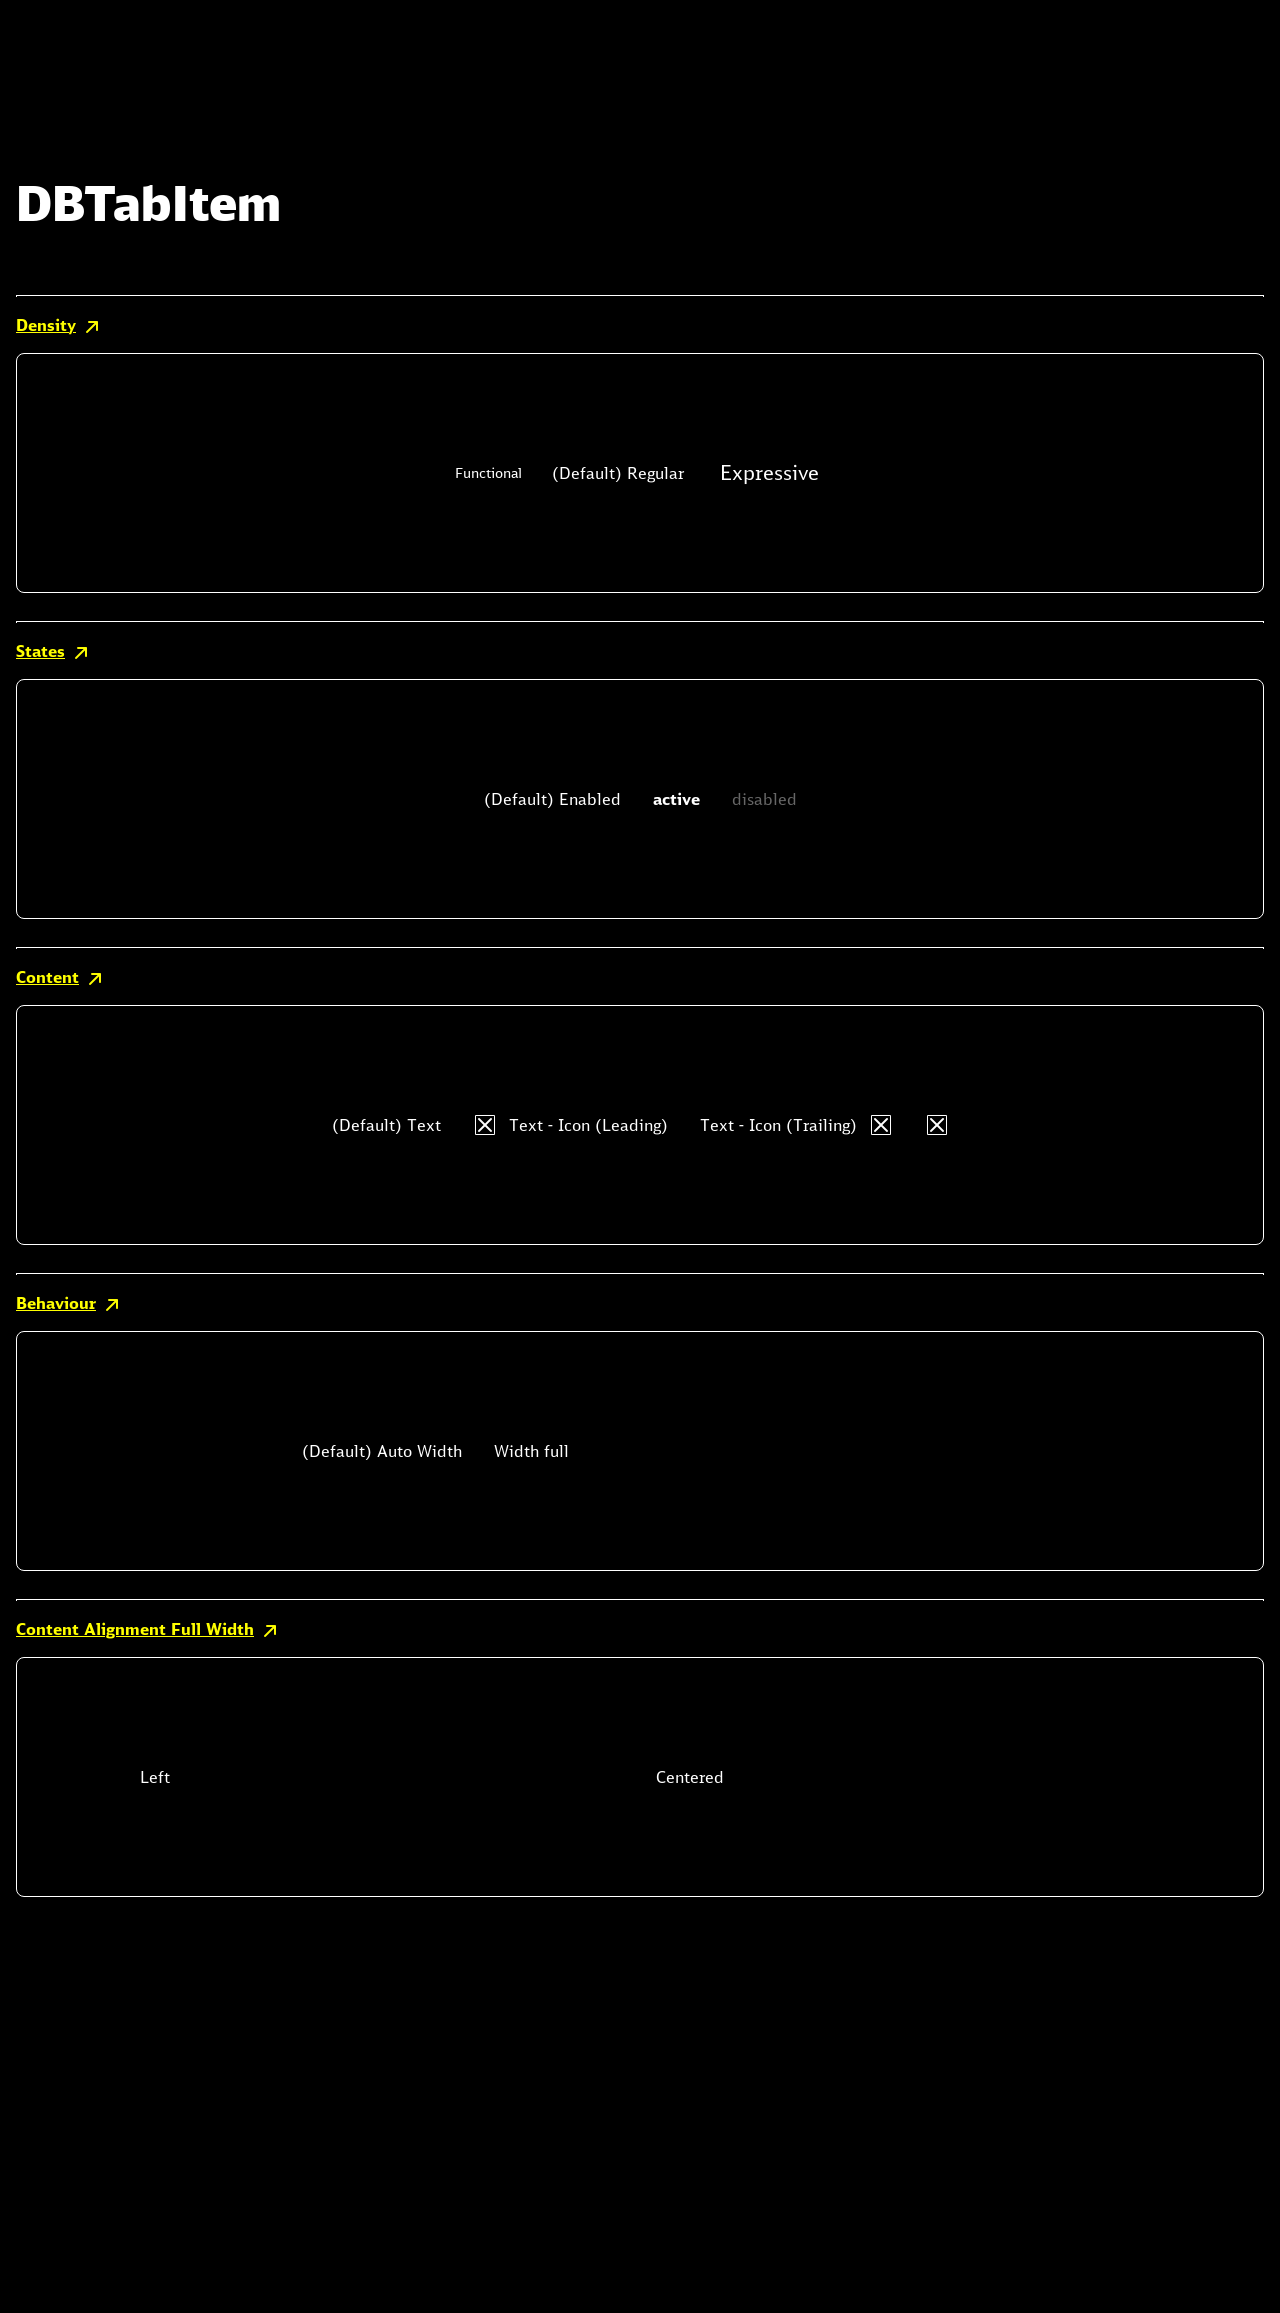 DBTabItem
Density
Functional (Default) Regular Expressive
States
(Default) Enabled active disabled
Content
(Default) Text Text - Icon (Leading) Text - Icon (Trailing)
Behaviour
(Default) Auto Width Width full
Content Alignment Full Width
Left Centered